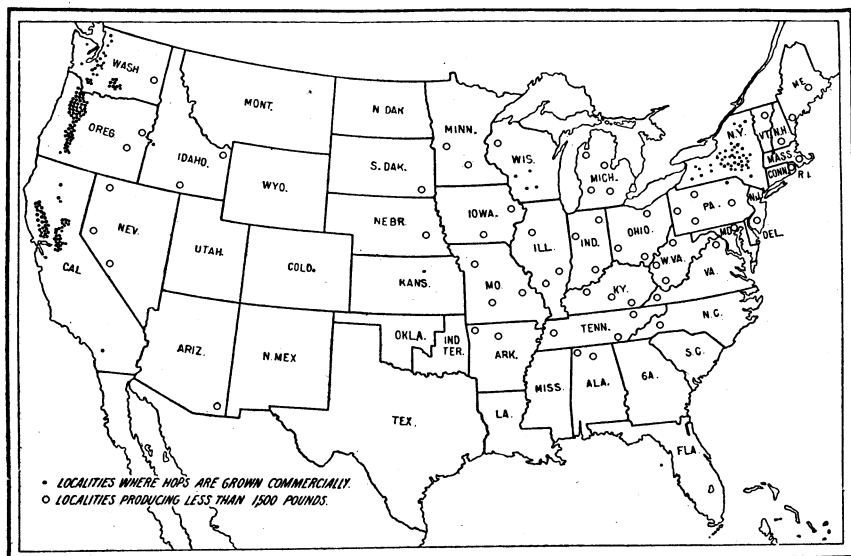 WASH
MONT.
N DAK
MINN.
ME.
OREG
IDAHO.
S. DAK.
WIS.
MICH.
N.Y.
VT.
N.H
MASS
CONN.
R I.
WYO.
NEBR.
IOWA.
PA.
N.J.
NEV.
UTAH.
COLO.
KANS.
ILL.
IND.
OHIO.
MD.
DEL.
CAL
MO.
W.VA.
VA.
KY.
ARIZ.
N.MEX
OKLA.
IND
TER.
ARK.
TENN.
N.C.
S.C.
TEX.
LA.
MISS.
ALA.
GA.
FLA.
• LOCALITIES WHERE HOPS ARE GROWN COMMERCIALLY.
○ LOCALITIES PRODUCING LESS THAN 1,500 POUNDS.